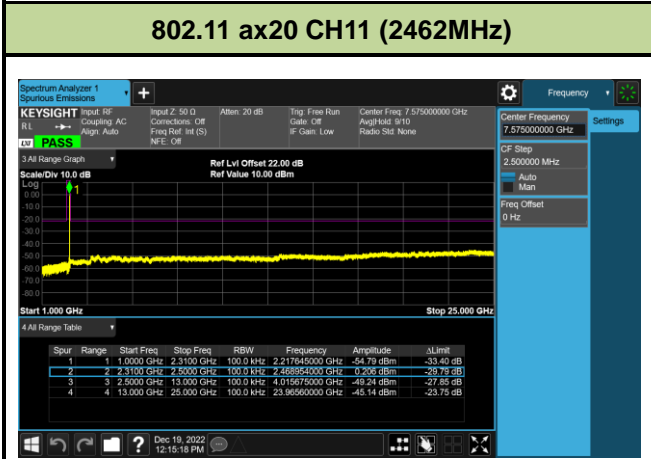 802.11 ax20 CH11 (2462MHz)
Spectrum Analyzer 1
Spurious Emissions
Frequency
KEYSIGHT
R L
LXI
PASS
Input: RF
Coupling: AC
Align: Auto
Input Z: 50 Ω
Corrections: Off
Freq Ref: Int (S)
NFE: Off
Atten: 20 dB
Trig: Free Run
Gate: Off
IF Gain: Low
Center Freq: 7.575000000 GHz
Avg|Hold: 9/10
Radio Std: None
Center Frequency
7.575000000 GHz
Settings
CF Step
2.500000 MHz
Auto
Man
Freq Offset
0 Hz
3 All Range Graph
Scale/Div 10.0 dB
Ref Lvl Offset 22.00 dB
Ref Value 10.00 dBm
Log
1
0.00
-10.0
-20.0
-30.0
-40.0
-50.0
-60.0
-70.0
-80.0
Start 1.000 GHz
Stop 25.000 GHz
4 All Range Table
Spur Range Start Freq Stop Freq RBW Frequency Amplitude ΔLimit
1 1 1.0000 GHz 2.3100 GHz 100.0 kHz 2.217645000 GHz -54.79 dBm -33.40 dB
2 2 2.3100 GHz 2.5000 GHz 100.0 kHz 2.468954000 GHz 0.206 dBm -29.79 dB
3 3 2.5000 GHz 13.000 GHz 100.0 kHz 4.015675000 GHz -49.24 dBm -27.85 dB
4 4 13.000 GHz 25.000 GHz 100.0 kHz 23.96560000 GHz -45.14 dBm -23.75 dB
Dec 19, 2022
12:15:18 PM